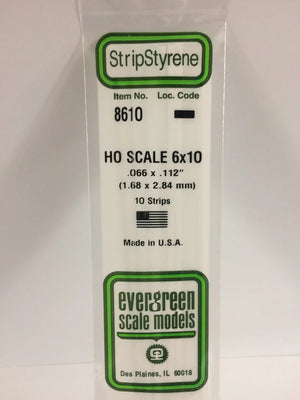 StripStyrene
Item No. Loc. Code
8610
HO SCALE 6x10
.066 x .112"
(1.68 x 2.84 mm)
10 Strips
Made in U.S.A.
evergreen
scale models
Des Plaines, IL 60018